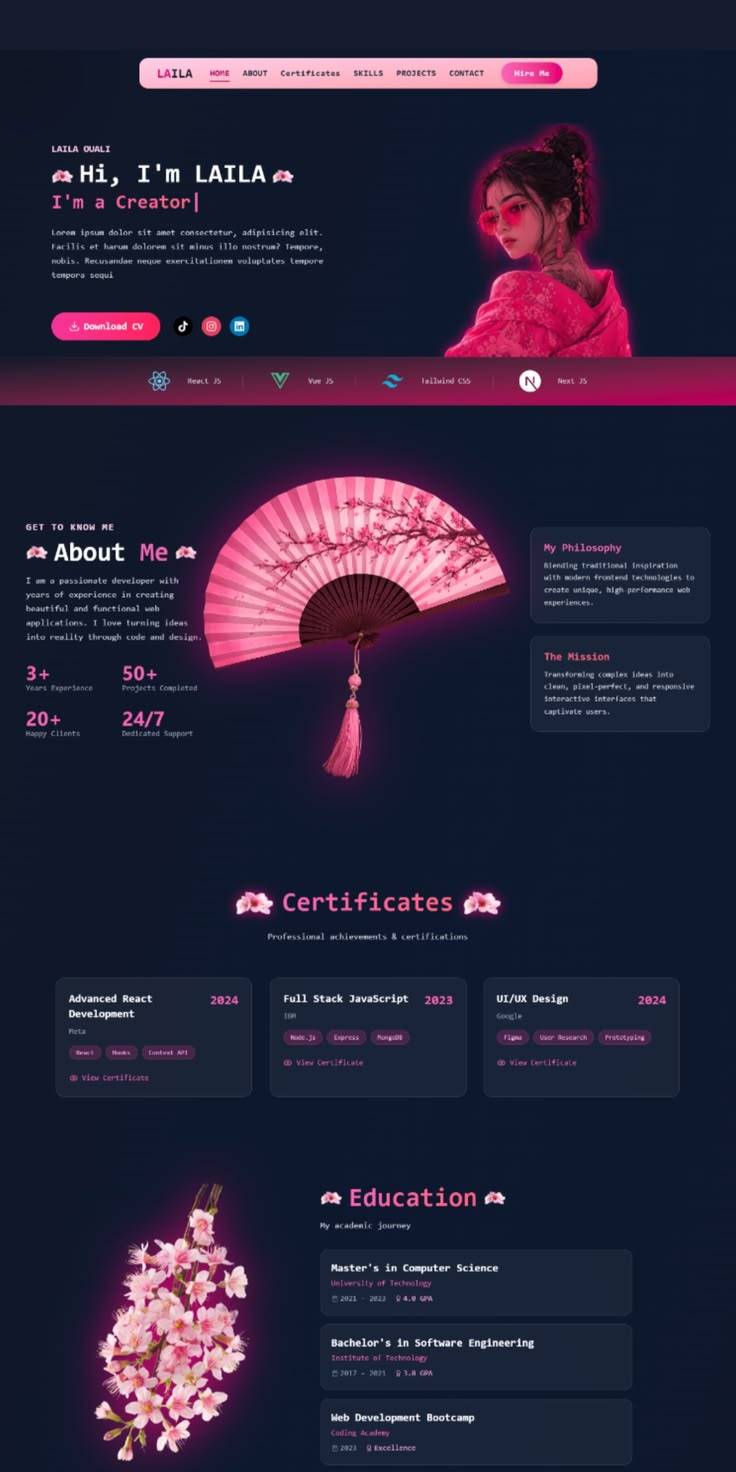 LAILA
HOME ABOUT Certificates SKILLS PROJECTS CONTACT
Hire Me
LAILA OUALI
Hi, I'm LAILA
I'm a Creator|
Lorem ipsum dolor sit amet consectetur, adipisicing elit.
Facilis et harum dolorem sit minus illo nostrum? Tempore,
nobis. Recusandae neque exercitationem voluptates tempore
tempora sequi
Download CV
React JS
Vue JS
Tailwind CSS
N
Next JS
GET TO KNOW ME
About Me
I am a passionate developer with
years of experience in creating
beautiful and functional web
applications. I love turning ideas
into reality through code and design.
3+
Years Experience
50+
Projects Completed
20+
Happy Clients
24/7
Dedicated Support
My Philosophy
Blending traditional inspiration
with modern frontend technologies to
create unique, high-performance web
experiences.
The Mission
Transforming complex ideas into
clean, pixel-perfect, and responsive
interactive interfaces that
captivate users.
Certificates
Professional achievements & certifications
Advanced React
Development
2024
Meta
React Hooks Context API
View Certificate
Full Stack JavaScript
2023
IBM
Node.js Express MongoDB
View Certificate
UI/UX Design
2024
Google
Figma User Research Prototyping
View Certificate
Education
My academic journey
Master's in Computer Science
University of Technology
2021 - 2023 4.0 GPA
Bachelor's in Software Engineering
Institute of Technology
2017 - 2021 3.8 GPA
Web Development Bootcamp
Coding Academy
2023 Excellence